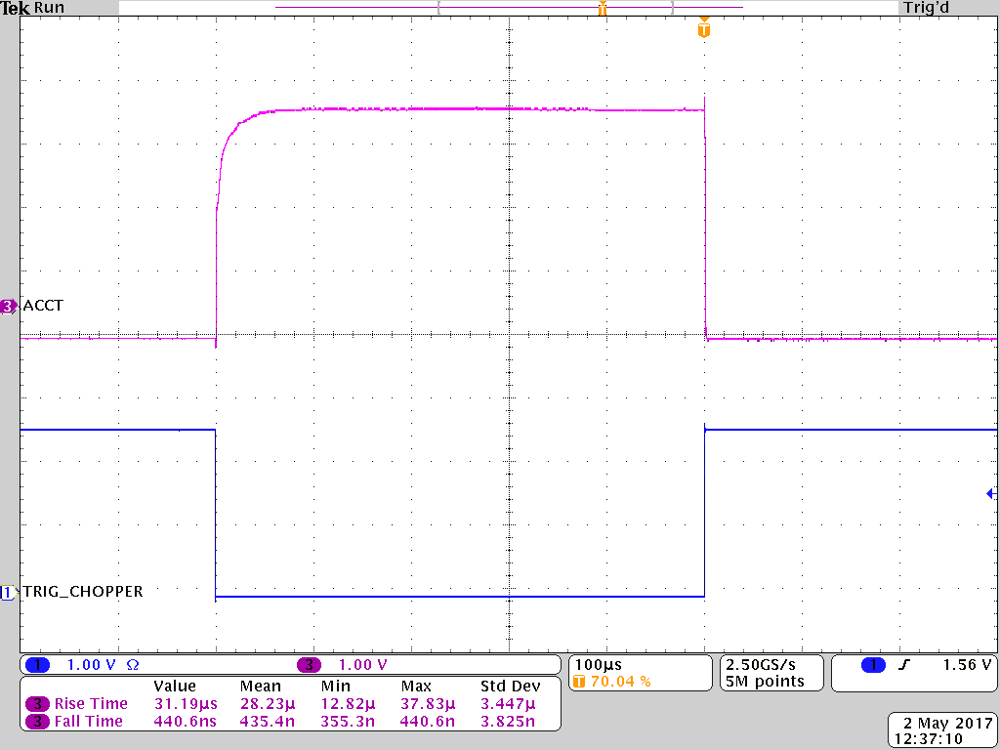 Tek Run Trig'd
T
T
3 ACCT
1 TRIG_CHOPPER
1 1.00 V Ω 3 1.00 V 100µs 2.50GS/s 1 1.56 V
T 70.04 % 5M points
Value Mean Min Max Std Dev
3 Rise Time 31.19µs 28.23µ 12.82µ 37.83µ 3.447µ
3 Fall Time 440.6ns 435.4n 355.3n 440.6n 3.825n
2 May 2017
12:37:10